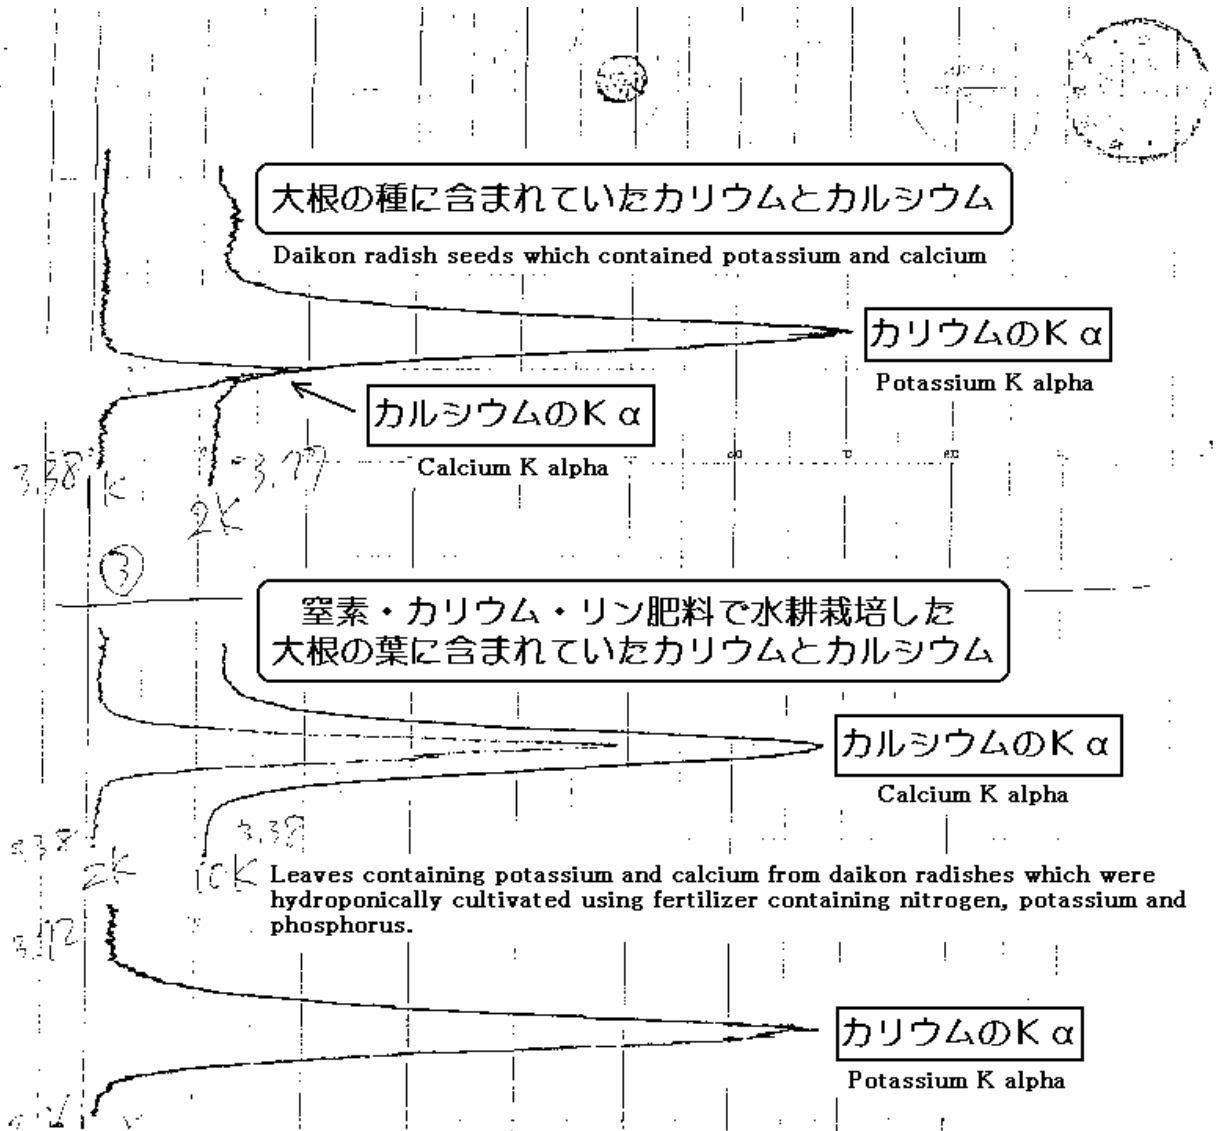 大根の種に含まれていたカリウムとカルシウム
Daikon radish seeds which contained potassium and calcium
カリウムのK α
Potassium K alpha
カルシウムのK α
Calcium K alpha
3.38
K
3.77
2K
③
窒素・カリウム・リン肥料で水耕栽培した
大根の葉に含まれていたカリウムとカルシウム
カルシウムのK α
Calcium K alpha
2K
10K
3.38
Leaves containing potassium and calcium from daikon radishes which were
hydroponically cultivated using fertilizer containing nitrogen, potassium and
phosphorus.
カリウムのK α
Potassium K alpha